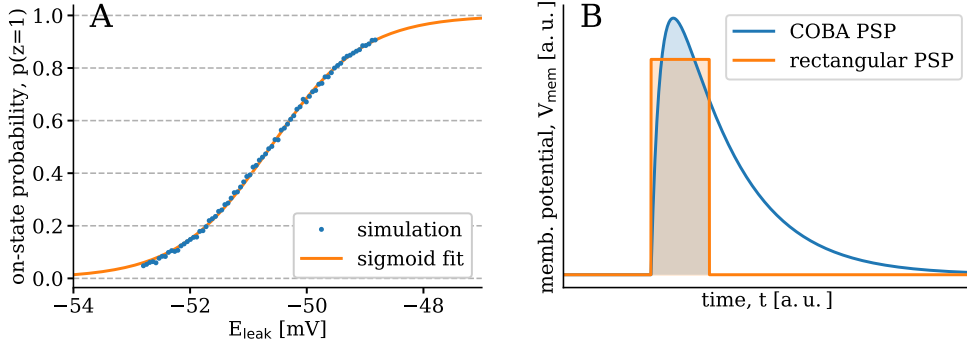 A
on-state probability, p(z=1)
1.0
0.8
0.6
0.4
0.2
0.0
simulation
sigmoid fit
−54
−52
−50
−48
E_leak [mV]
B
memb. potential, V_mem [a. u.]
COBA PSP
rectangular PSP
time, t [a. u.]